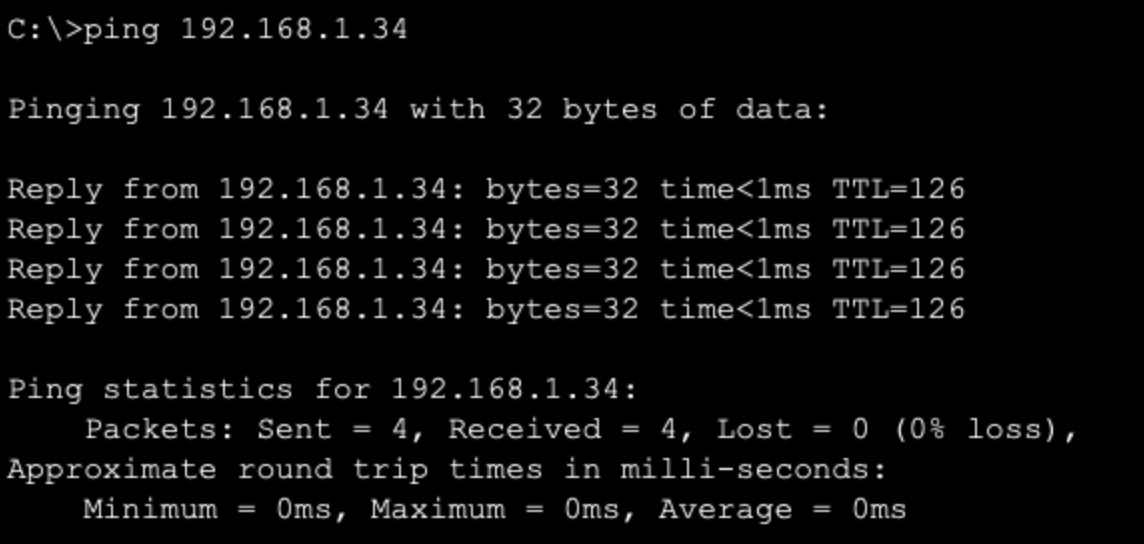 C:\>ping 192.168.1.34
Pinging 192.168.1.34 with 32 bytes of data:
Reply from 192.168.1.34: bytes=32 time<1ms TTL=126
Reply from 192.168.1.34: bytes=32 time<1ms TTL=126
Reply from 192.168.1.34: bytes=32 time<1ms TTL=126
Reply from 192.168.1.34: bytes=32 time<1ms TTL=126
Ping statistics for 192.168.1.34:
    Packets: Sent = 4, Received = 4, Lost = 0 (0% loss),
Approximate round trip times in milli-seconds:
    Minimum = 0ms, Maximum = 0ms, Average = 0ms